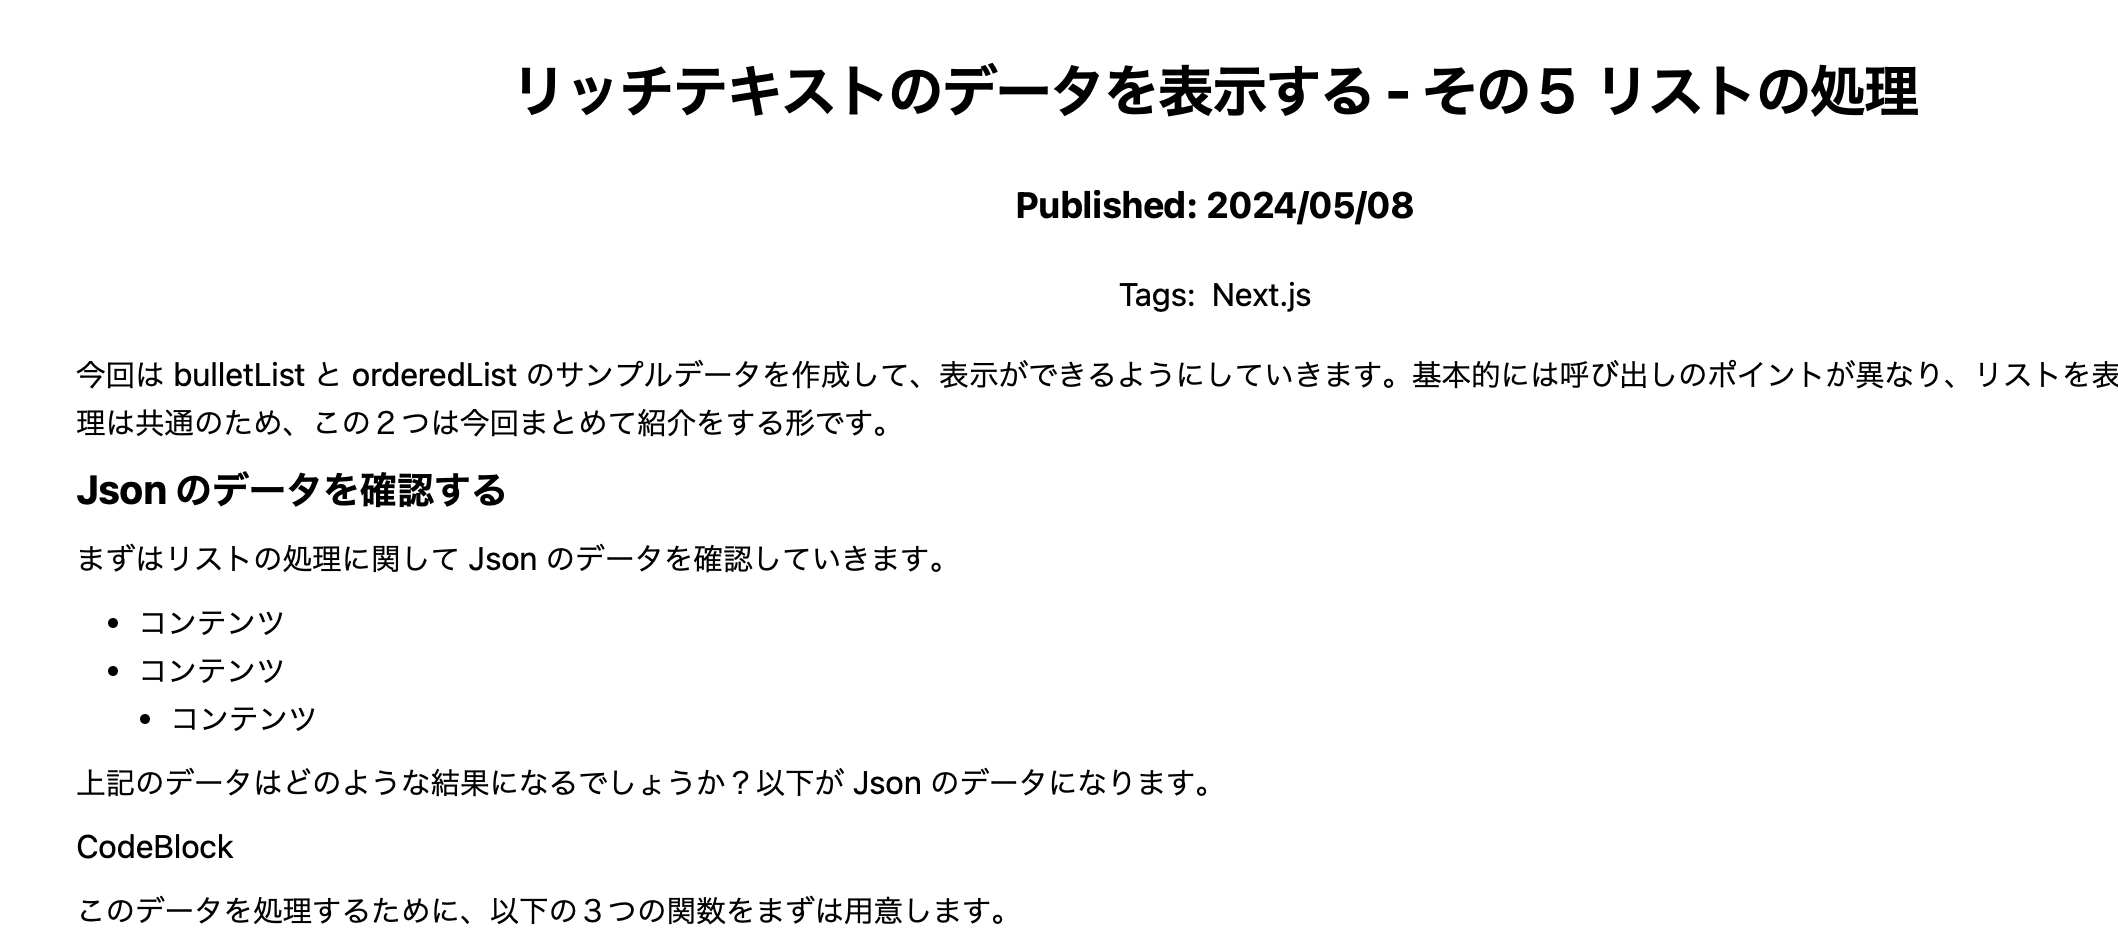 リッチテキストのデータを表示する - その５ リストの処理
Published: 2024/05/08
Tags: Next.js
今回は bulletList と orderedList のサンプルデータを作成して、表示ができるようにしていきます。基本的には呼び出しのポイントが異なり、リストを表
理は共通のため、この２つは今回まとめて紹介をする形です。
Json のデータを確認する
まずはリストの処理に関して Json のデータを確認していきます。
• コンテンツ
• コンテンツ
• コンテンツ
上記のデータはどのような結果になるでしょうか？以下が Json のデータになります。
CodeBlock
このデータを処理するために、以下の３つの関数をまずは用意します。